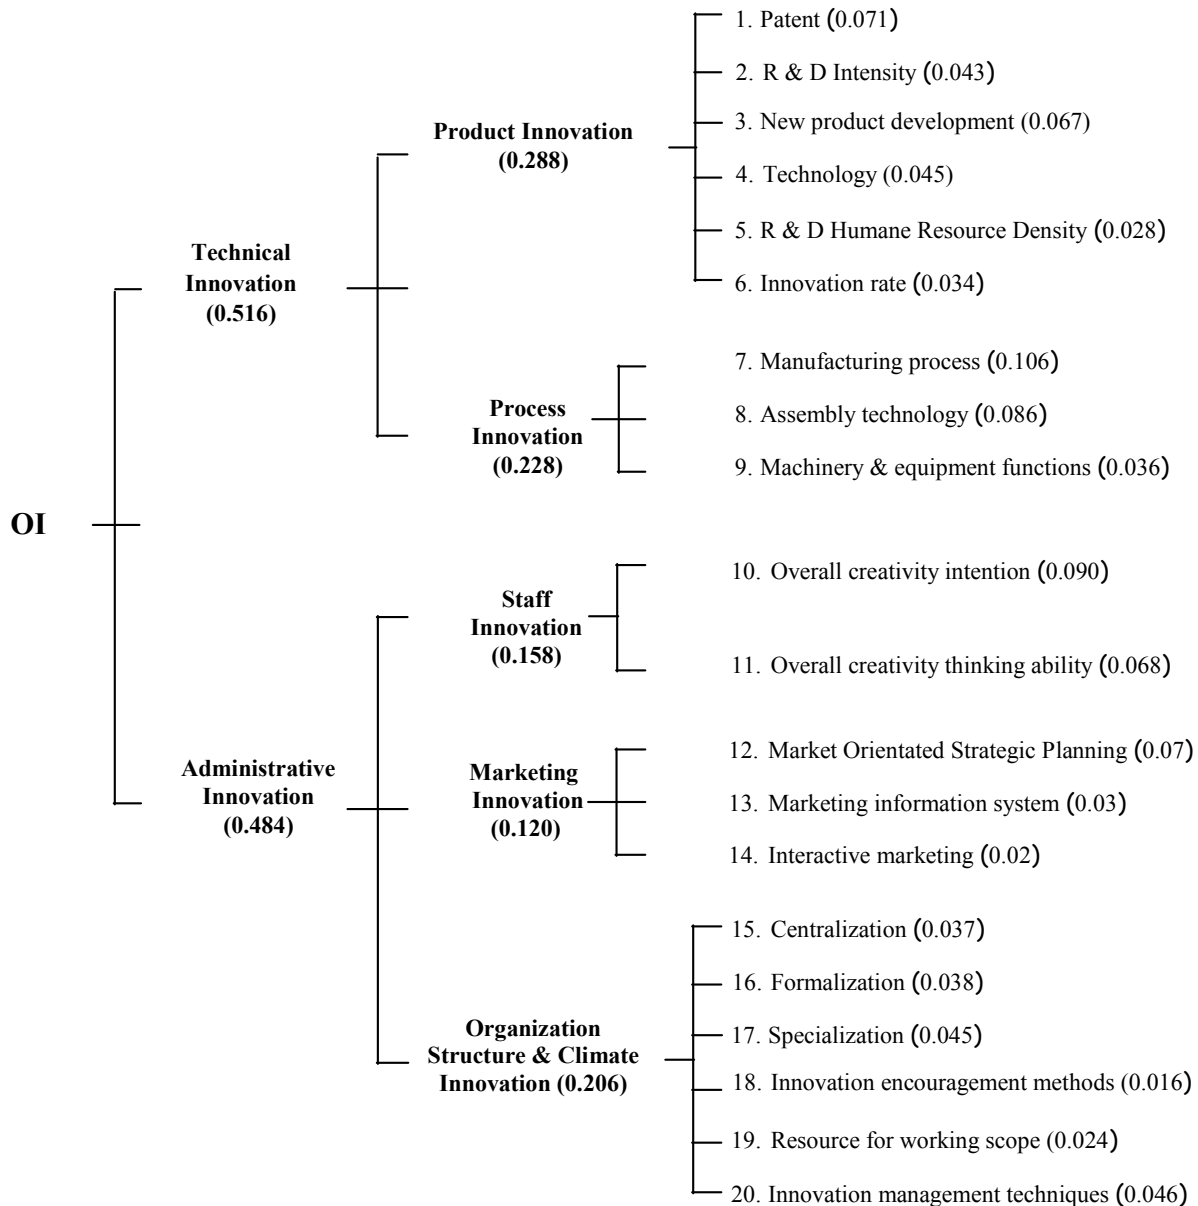 OI
Technical
Innovation
(0.516)
Product Innovation
(0.288)
1. Patent (0.071)
2. R & D Intensity (0.043)
3. New product development (0.067)
4. Technology (0.045)
5. R & D Humane Resource Density (0.028)
6. Innovation rate (0.034)
Process
Innovation
(0.228)
7. Manufacturing process (0.106)
8. Assembly technology (0.086)
9. Machinery & equipment functions (0.036)
Administrative
Innovation
(0.484)
Staff
Innovation
(0.158)
10. Overall creativity intention (0.090)
11. Overall creativity thinking ability (0.068)
Marketing
Innovation
(0.120)
12. Market Orientated Strategic Planning (0.07)
13. Marketing information system (0.03)
14. Interactive marketing (0.02)
Organization
Structure & Climate
Innovation (0.206)
15. Centralization (0.037)
16. Formalization (0.038)
17. Specialization (0.045)
18. Innovation encouragement methods (0.016)
19. Resource for working scope (0.024)
20. Innovation management techniques (0.046)